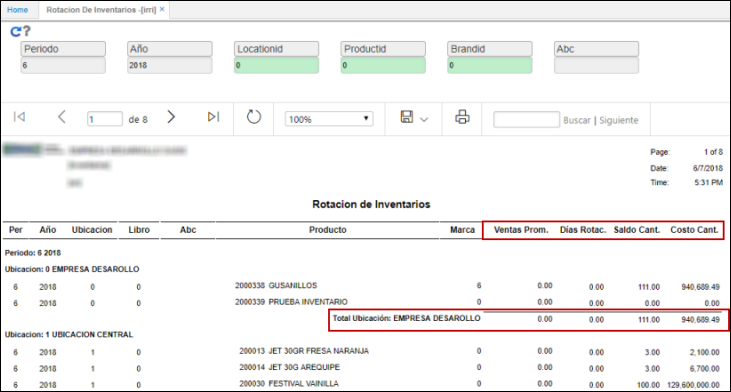 Home Rotacion De Inventarios -[irri] ×
Periodo Año Locationid Productid Brandid Abc
6 2018 0 0 0
1 de 8 100% Buscar | Siguiente
Page: 1 of 8
Date: 6/7/2018
Time: 5:31 PM
Rotacion de Inventarios
Per Año Ubicacion Libro Abc Producto Marca Ventas Prom. Días Rotac. Saldo Cant. Costo Cant.
Periodo: 6 2018
Ubicacion: 0 EMPRESA DESAROLLO
6 2018 0 0 2000338 GUSANILLOS 6 0.00 0.00 111.00 940,689.49
6 2018 0 0 2000339 PRUEBA INVENTARIO 0 0.00 0.00 0.00 0.00
Total Ubicación: EMPRESA DESAROLLO 0.00 0.00 111.00 940,689.49
Ubicacion: 1 UBICACION CENTRAL
6 2018 1 0 200013 JET 30GR FRESA NARANJA 0 0.00 0.00 3.00 2,100.00
6 2018 1 0 200014 JET 30G AREQUIPE 0 0.00 0.00 3.00 6,700.00
6 2018 1 0 200030 FESTIVAL VAINILLA 0 0.00 0.00 100.00 129,600,000.00